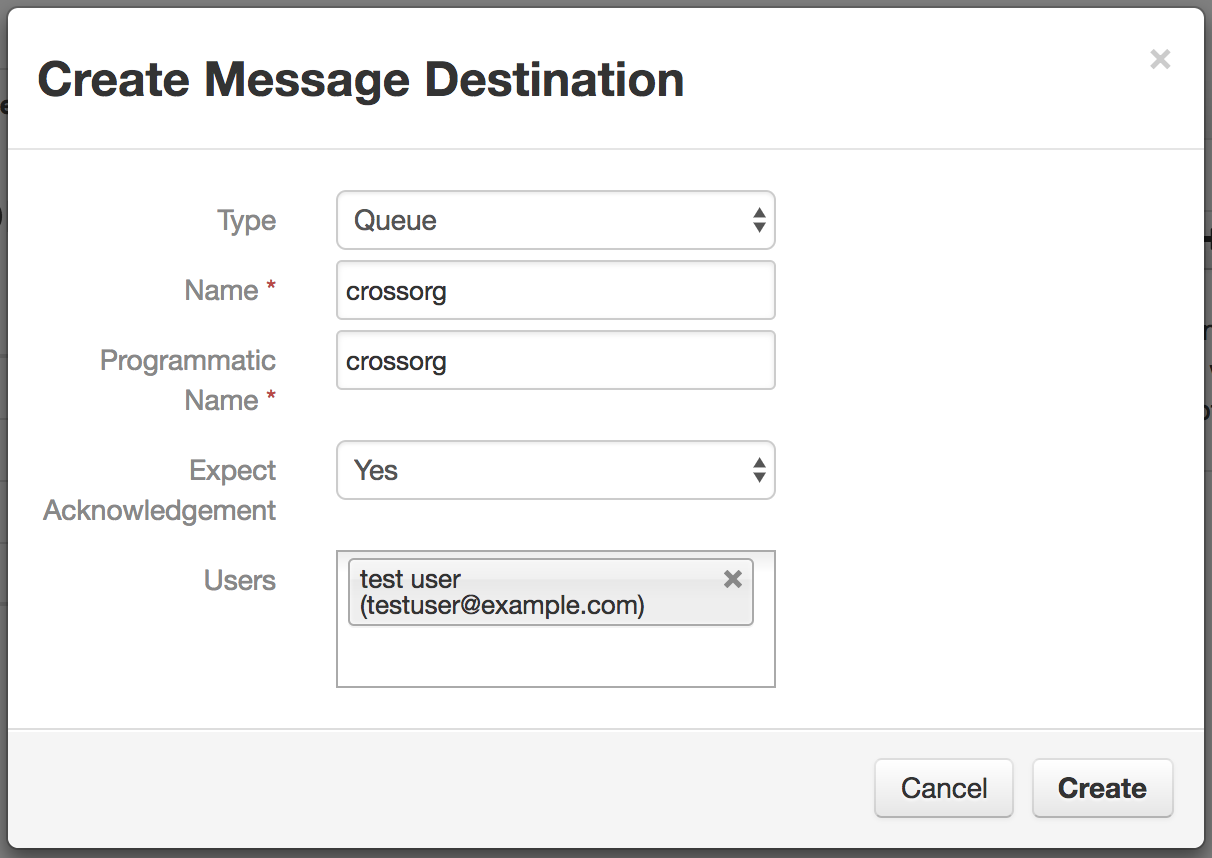 Create Message Destination
×
Type
Queue
Name *
crossorg
Programmatic
Name *
crossorg
Expect
Acknowledgement
Yes
Users
test user
(testuser@example.com)
Cancel
Create